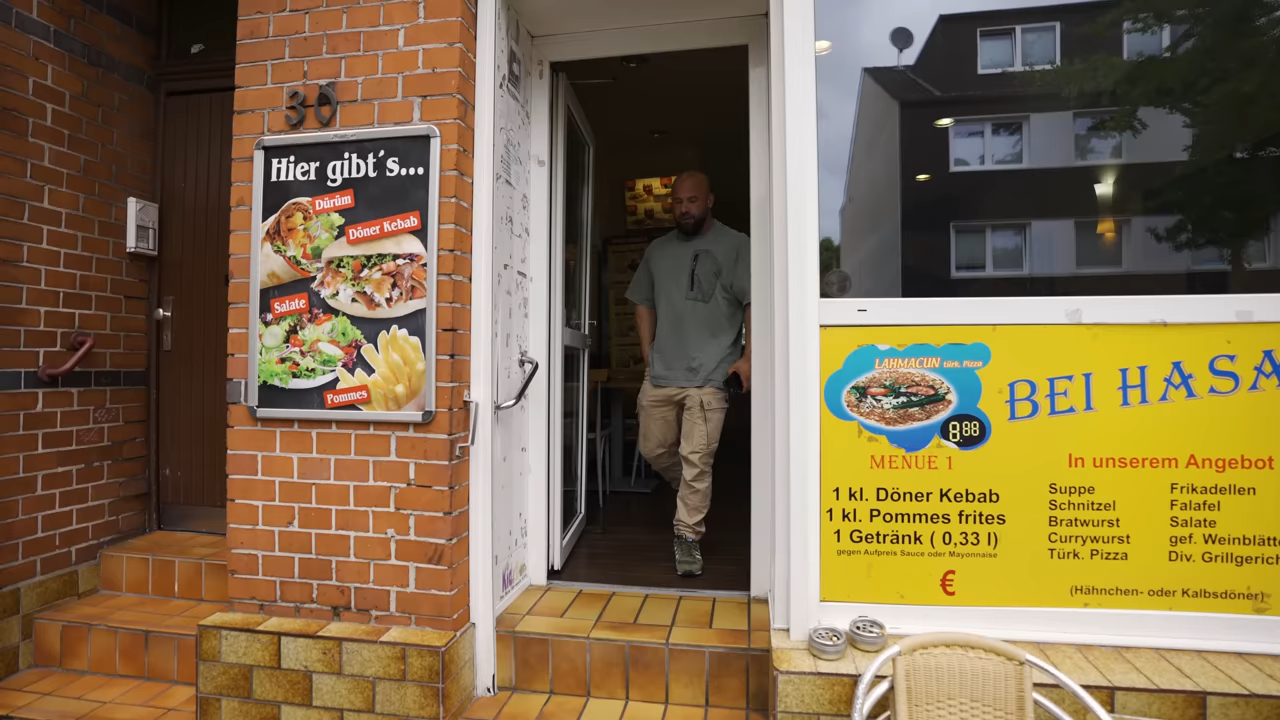 30
Hier gibt´s...
Dürüm
Döner Kebab
Salate
Pommes
LAHMACUN türk. Pizza
8.88
BEI HASA
MENUE 1
1 kl. Döner Kebab
1 kl. Pommes frites
1 Getränk ( 0,33 l)
gegen Aufpreis Sauce oder Mayonnaise
€
In unserem Angebot
Suppe
Schnitzel
Bratwurst
Currywurst
Türk. Pizza
Frikadellen
Falafel
Salate
gef. Weinblätte
Div. Grillgerich
(Hähnchen- oder Kalbsdöner)